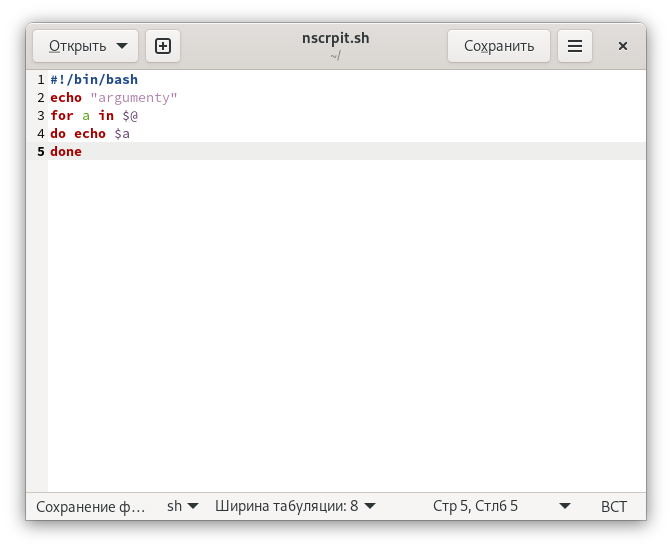 Открыть
nscrpit.sh
~/
Сохранить
1 #!/bin/bash
2 echo "argumenty"
3 for a in $@
4 do echo $a
5 done
Сохранение ф… sh Ширина табуляции: 8 Стр 5, Стлб 5 ВСТ